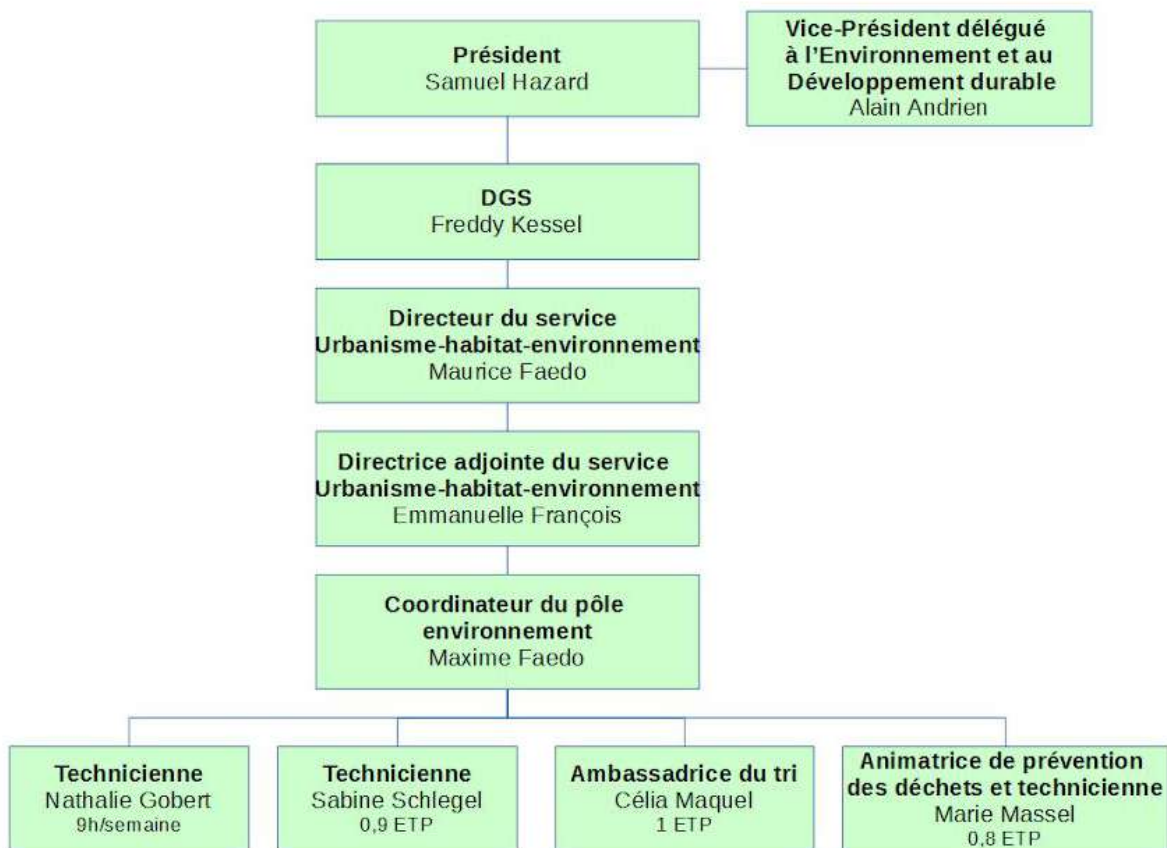 Président
Samuel Hazard
Vice-Président délégué
à l'Environnement et au
Développement durable
Alain Andrien
DGS
Freddy Kessel
Directeur du service
Urbanisme-habitat-environnement
Maurice Faedo
Directrice adjointe du service
Urbanisme-habitat-environnement
Emmanuelle François
Coordinateur du pôle
environnement
Maxime Faedo
Technicienne
Nathalie Gobert
9h/semaine
Technicienne
Sabine Schlegel
0,9 ETP
Ambassadrice du tri
Célia Maquel
1 ETP
Animatrice de prévention
des déchets et technicienne
Marie Massel
0,8 ETP